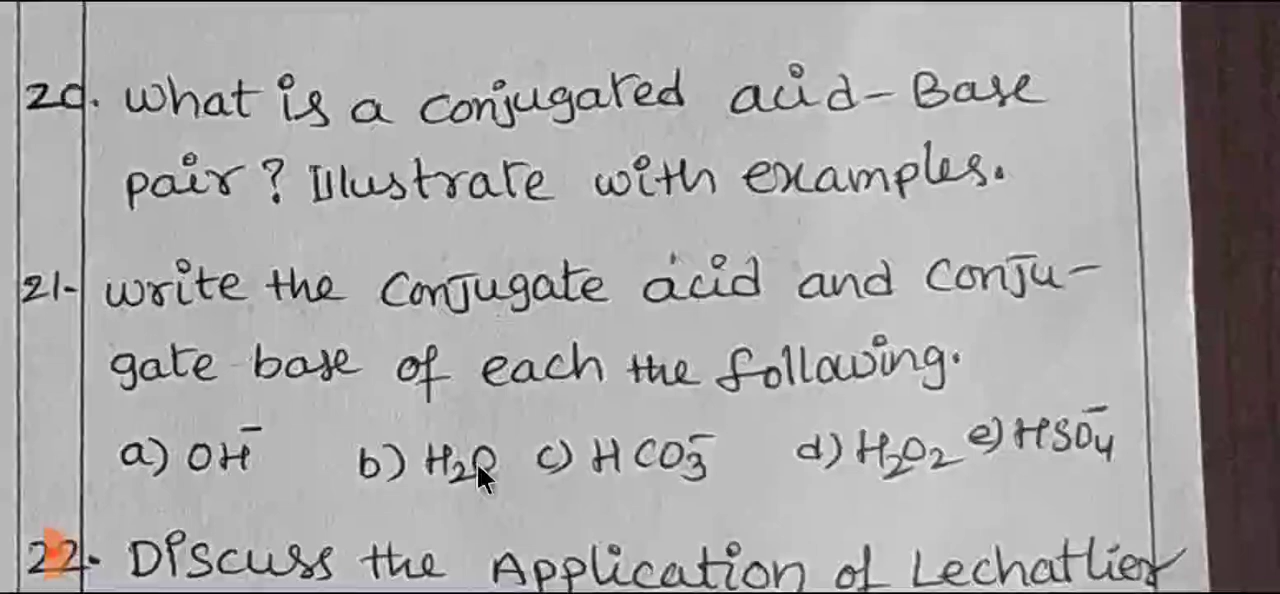 20. What is a conjugated acid-Base
pair? Illustrate with examples.
21- write the Conjugate acid and conju-
gate base of each the following.
a) OH⁻ b) H₂O c) HCO₃⁻ d) H₂O₂ e) HSO₄⁻
22. Discuss the Application of Lechatlier